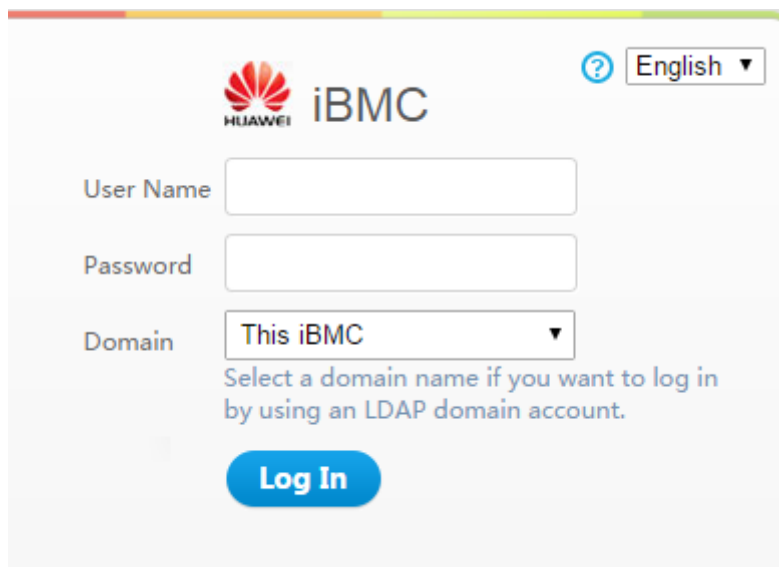 English
HUAWEI iBMC
User Name
Password
Domain This iBMC
Select a domain name if you want to log in
by using an LDAP domain account.
Log In